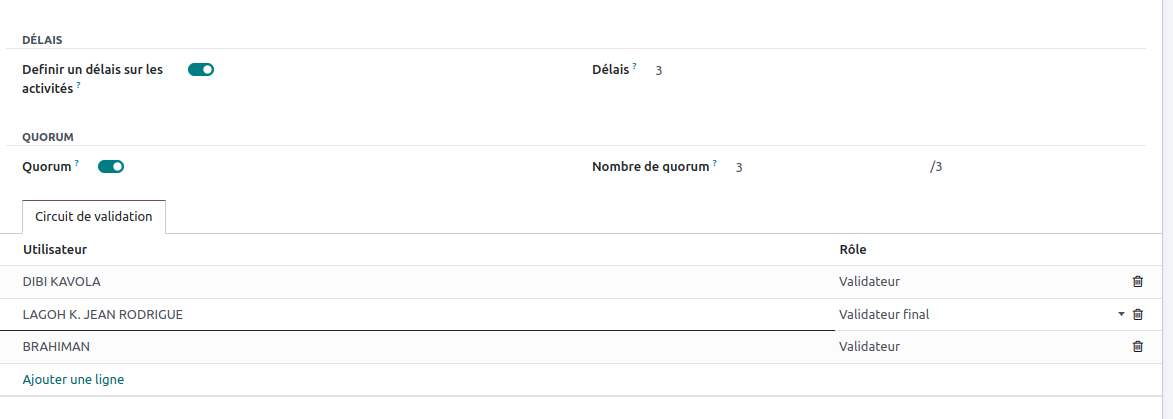 DÉLAIS
Definir un délais sur les activités ?
Délais ? 3
QUORUM
Quorum ?
Nombre de quorum ? 3 /3
Circuit de validation
Utilisateur Rôle
DIBI KAVOLA Validateur
LAGOH K. JEAN RODRIGUE Validateur final
BRAHIMAN Validateur
Ajouter une ligne